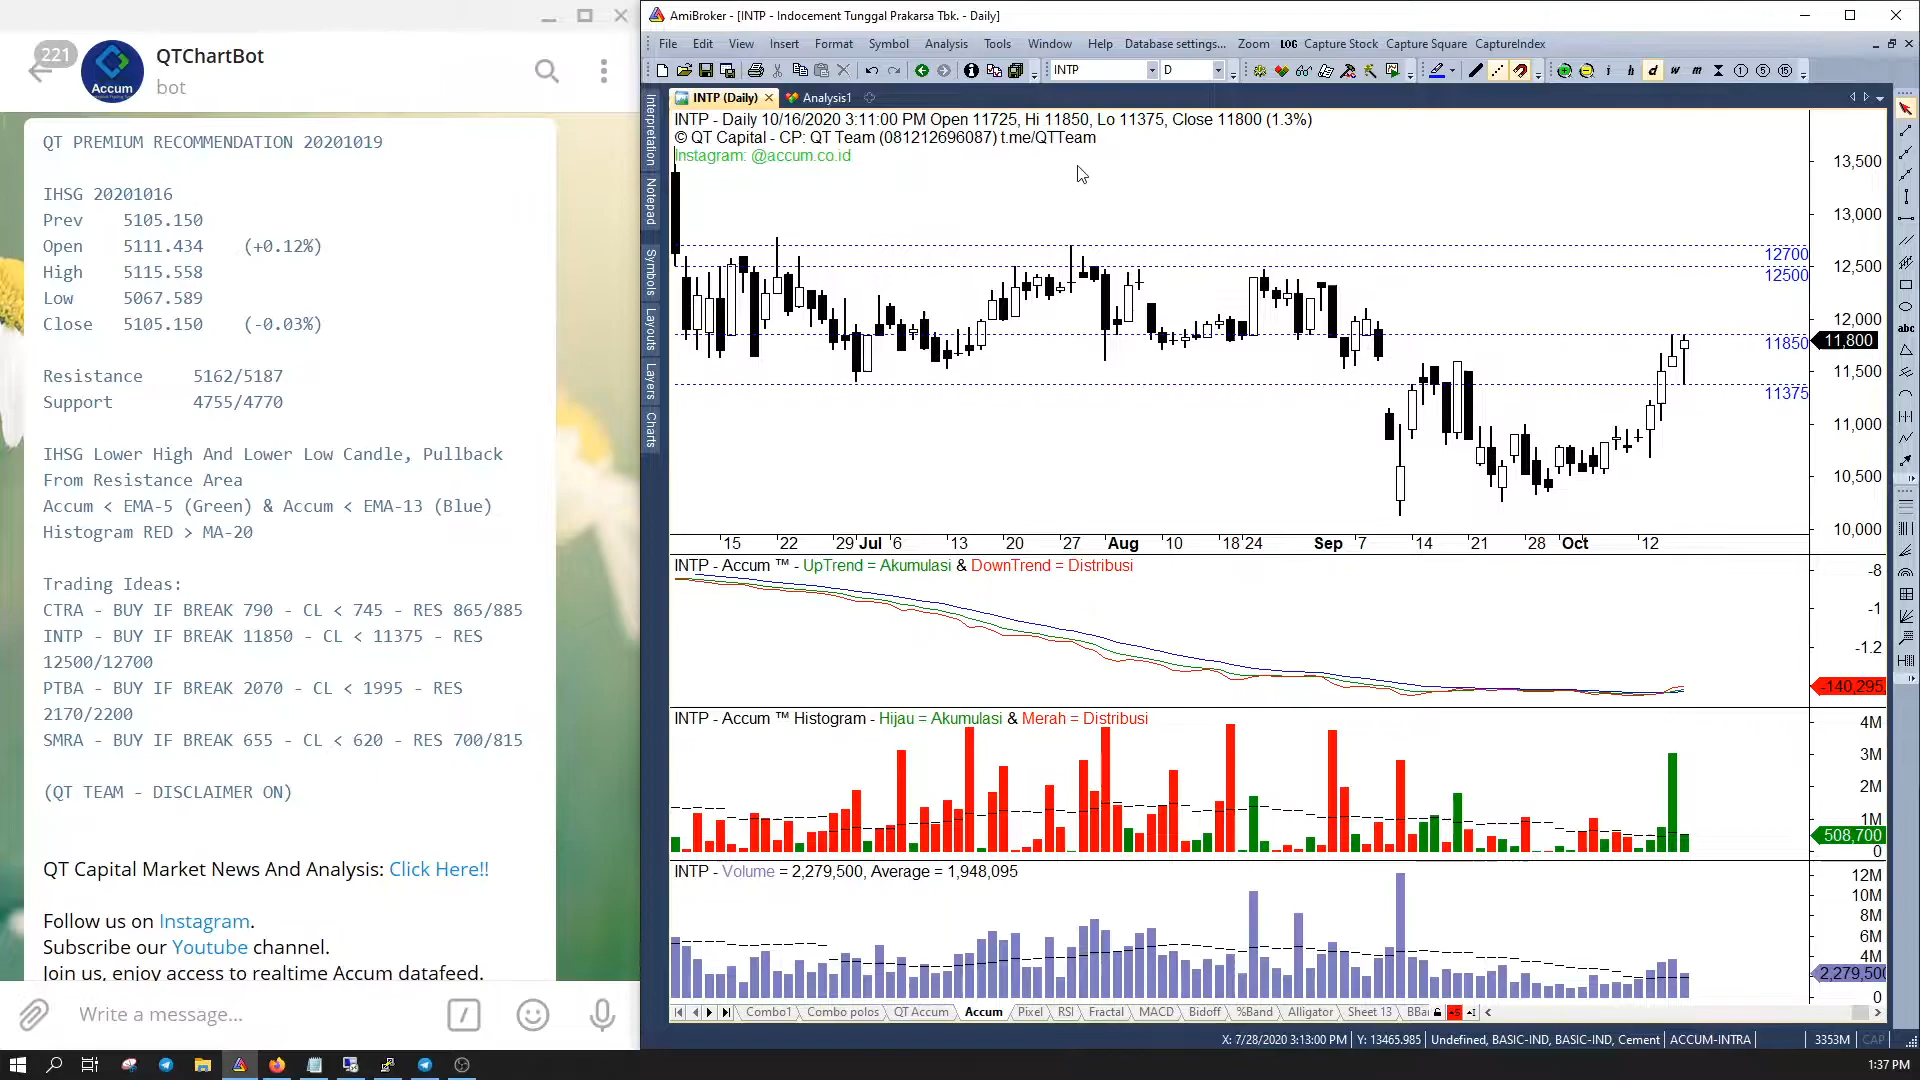 221
QTChartBot
bot
Accum
QT PREMIUM RECOMMENDATION 20201019
IHSG 20201016
Prev 5105.150
Open 5111.434 (+0.12%)
High 5115.558
Low 5067.589
Close 5105.150 (-0.03%)
Resistance 5162/5187
Support 4755/4770
IHSG Lower High And Lower Low Candle, Pullback
From Resistance Area
Accum < EMA-5 (Green) & Accum < EMA-13 (Blue)
Histogram RED > MA-20
Trading Ideas:
CTRA - BUY IF BREAK 790 - CL < 745 - RES 865/885
INTP - BUY IF BREAK 11850 - CL < 11375 - RES
12500/12700
PTBA - BUY IF BREAK 2070 - CL < 1995 - RES
2170/2200
SMRA - BUY IF BREAK 655 - CL < 620 - RES 700/815
(QT TEAM - DISCLAIMER ON)
QT Capital Market News And Analysis: Click Here!!
Follow us on Instagram.
Subscribe our Youtube channel.
Join us, enjoy access to realtime Accum datafeed.
Write a message...
AmiBroker - [INTP - Indocement Tunggal Prakarsa Tbk. - Daily]
File Edit View Insert Format Symbol Analysis Tools Window Help Database settings... Zoom LOG Capture Stock Capture Square CaptureIndex
INTP D
i h d w m
INTP (Daily) Analysis1
Interpretation
Notepad
Symbols
Layouts
Layers
Charts
INTP - Daily 10/16/2020 3:11:00 PM Open 11725, Hi 11850, Lo 11375, Close 11800 (1.3%)
© QT Capital - CP: QT Team (081212696087) t.me/QTTeam
Instagram: @accum.co.id
13,500
13,000
12700
12,500
12500
12,000
11850
11,800
11,500
11375
11,000
10,500
10,000
15 22 29 Jul 6 13 20 27 Aug 10 18 24 Sep 7 14 21 28 Oct 12
INTP - Accum ™ - UpTrend = Akumulasi & DownTrend = Distribusi
-8
-1
-1.2
-140,295,
INTP - Accum ™ Histogram - Hijau = Akumulasi & Merah = Distribusi
4M
3M
2M
1M
508,700
0
INTP - Volume = 2,279,500, Average = 1,948,095
12M
10M
8M
6M
4M
2,279,500
0
abc
Combo1 Combo polos QT Accum Accum Pixel RSI Fractal MACD Bidoff %Band Alligator Sheet 13 BBa
X: 7/28/2020 3:13:00 PM Y: 13465.985 Undefined, BASIC-IND, BASIC-IND, Cement ACCUM-INTRA 3353M CAP
1:37 PM